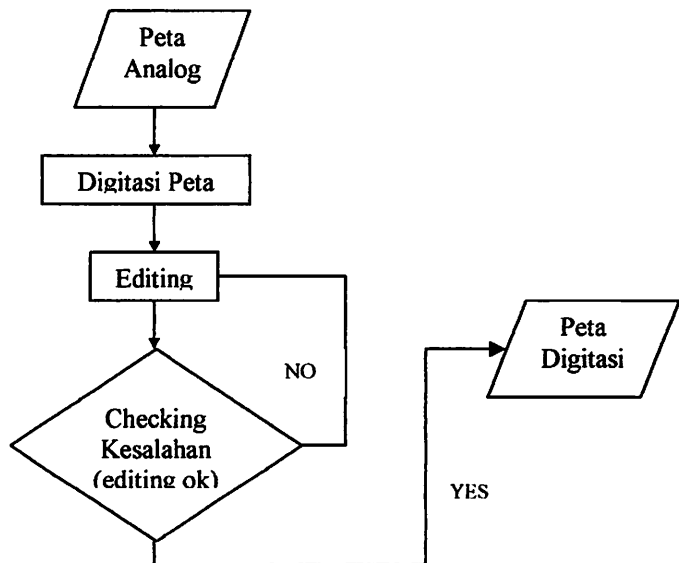 Peta
Analog
Digitasi Peta
Editing
NO
Checking
Kesalahan
(editing ok)
Peta
Digitasi
YES